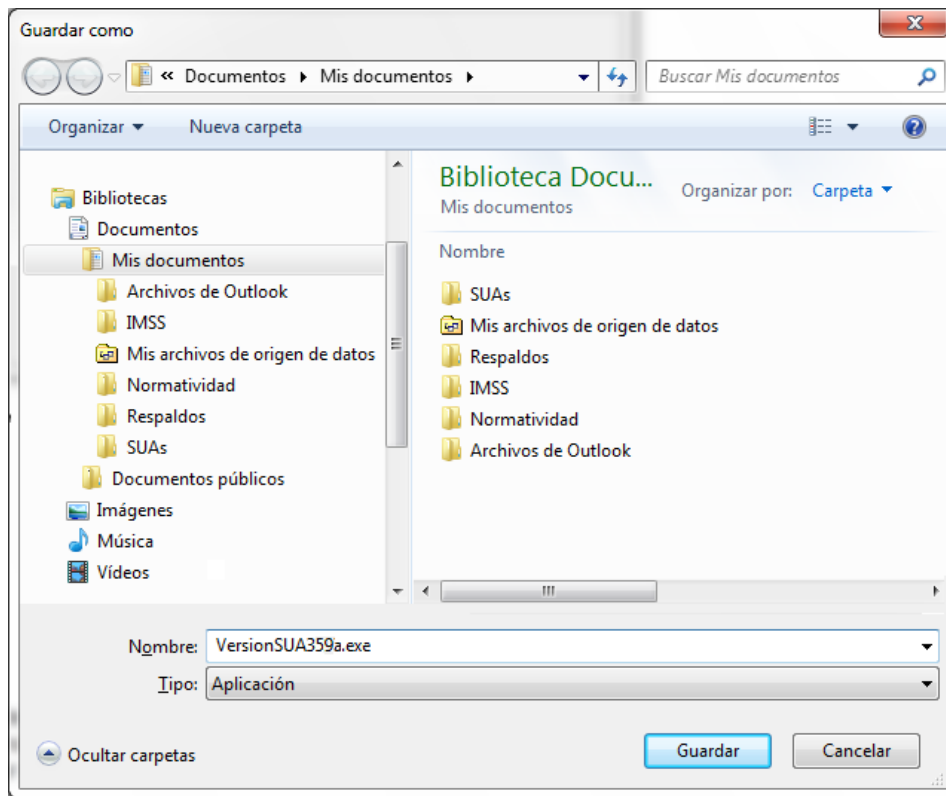 Guardar como
« Documentos Mis documentos
Buscar Mis documentos
Organizar Nueva carpeta
Bibliotecas
Documentos
Mis documentos
Archivos de Outlook
IMSS
Mis archivos de origen de datos
Normatividad
Respaldos
SUAs
Documentos públicos
Imágenes
Música
Vídeos
Biblioteca Docu...
Mis documentos
Organizar por: Carpeta
Nombre
SUAs
Mis archivos de origen de datos
Respaldos
IMSS
Normatividad
Archivos de Outlook
Nombre: VersionSUA359a.exe
Tipo: Aplicación
Ocultar carpetas
Guardar
Cancelar